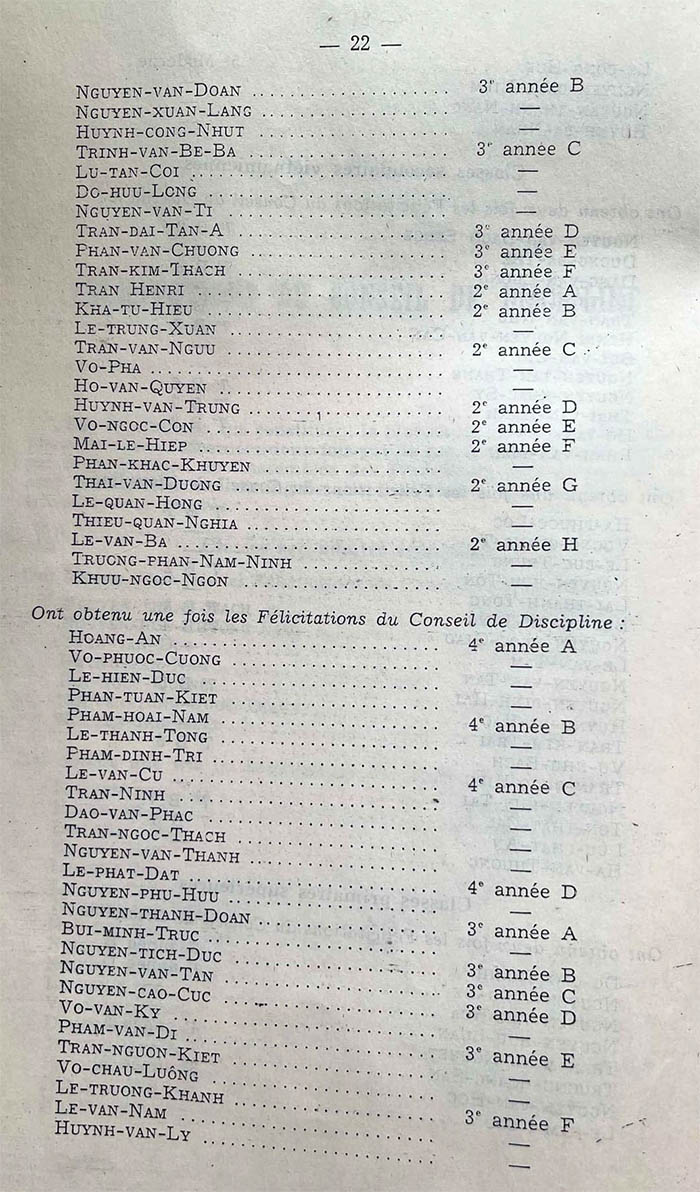 — 22 —
NGUYEN-VAN-DOAN .................... 3e année B
NGUYEN-XUAN-LANG .................... —
HUYNH-CONG-NHUT .................... —
TRINH-VAN-BE-BA .................... 3e année C
LU-TAN-COI .................... —
DO-HUU-LONG .................... —
NGUYEN-VAN-TI .................... —
TRAN-DAI-TAN-A .................... 3e année D
PHAN-VAN-CHUONG .................... 3e année E
TRAN-KIM-THACH .................... 3e année F
TRAN HENRI .................... 2e année A
KHA-TU-HIEU .................... 2e année B
LE-TRUNG-XUAN .................... —
TRAN-VAN-NGUU .................... 2e année C
VO-PHA .................... —
HO-VAN-QUYEN .................... —
HUYNH-VAN-TRUNG .................... 2e année D
VO-NGOC-CON .................... 2e année E
MAI-LE-HIEP .................... 2e année F
PHAN-KHAC-KHUYEN .................... —
THAI-VAN-DUONG .................... 2e année G
LE-QUAN-HONG .................... —
THIEU-QUAN-NGHIA .................... —
LE-VAN-BA .................... 2e année H
TRUONG-PHAN-NAM-NINH .................... —
KHUU-NGOC-NGON .................... —
Ont obtenu une fois les Félicitations du Conseil de Discipline :
HOANG-AN .................... 4e année A
VO-PHUOC-CUONG .................... —
LE-HIEN-DUC .................... —
PHAN-TUAN-KIET .................... —
PHAM-HOAI-NAM .................... 4e année B
LE-THANH-TONG .................... —
PHAM-DINH-TRI .................... —
LE-VAN-CU .................... 4e année C
TRAN-NINH .................... —
DAO-VAN-PHAC .................... —
TRAN-NGOC-THACH .................... —
NGUYEN-VAN-THANH .................... —
LE-PHAT-DAT .................... 4e année D
NGUYEN-PHU-HUU .................... —
NGUYEN-THANH-DOAN .................... 3e année A
BUI-MINH-TRUC .................... —
NGUYEN-TICH-DUC .................... 3e année B
NGUYEN-VAN-TAN .................... 3e année C
NGUYEN-CAO-CUC .................... 3e année D
VO-VAN-KY .................... —
PHAM-VAN-DI .................... 3e année E
TRAN-NGUON-KIET .................... —
VO-CHAU-LUÔNG .................... —
LE-TRUONG-KHANH .................... 3e année F
LE-VAN-NAM .................... —
HUYNH-VAN-LY .................... —